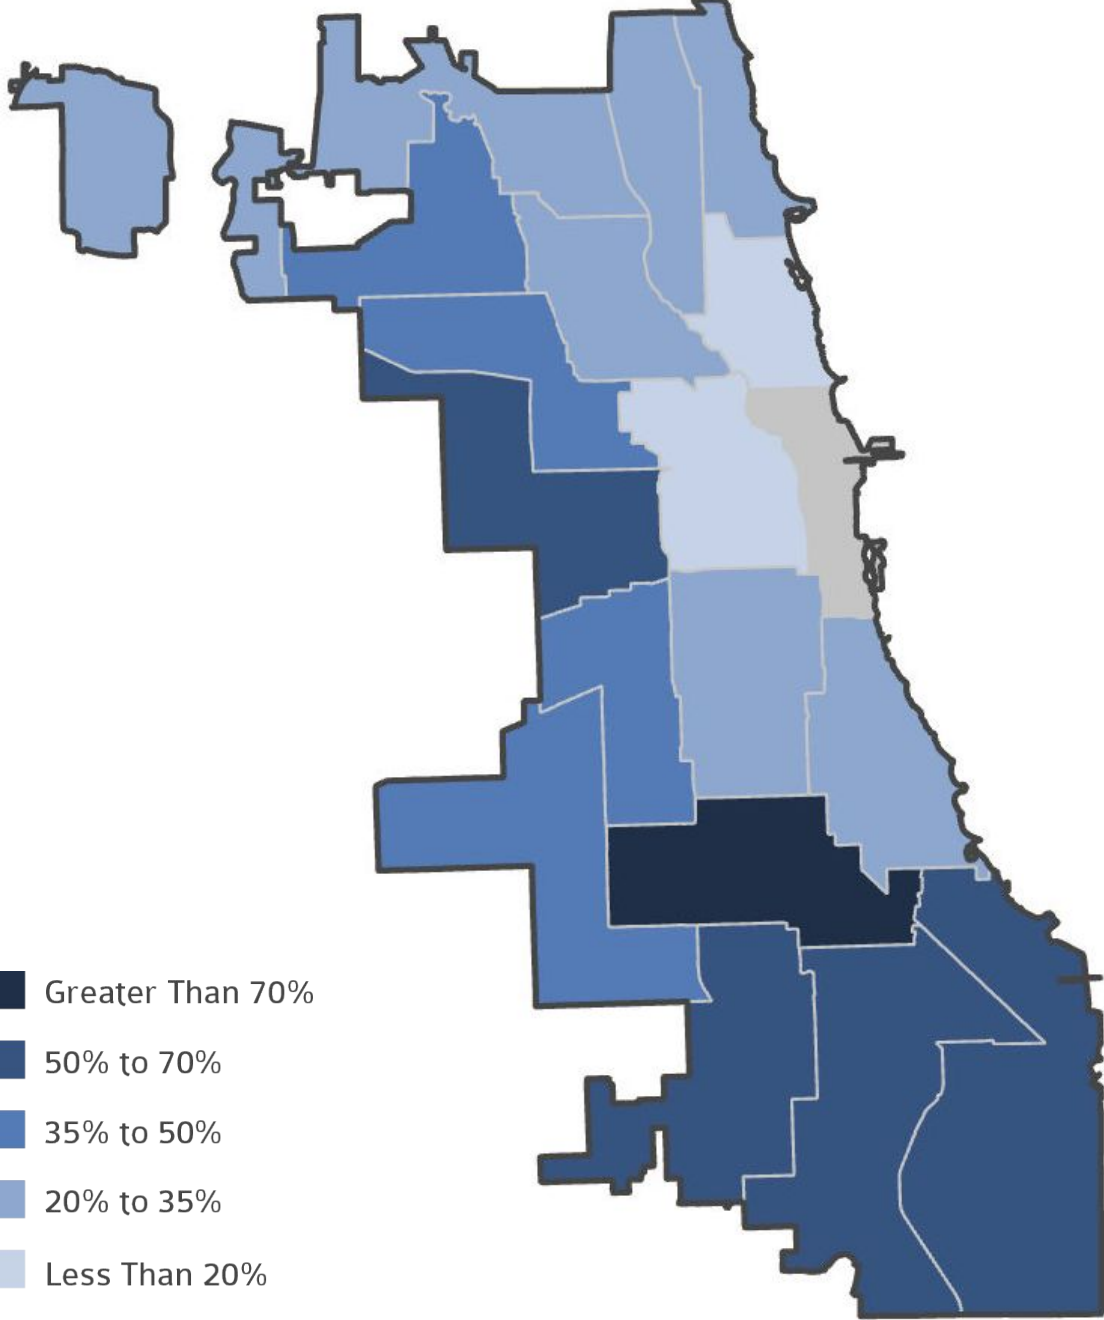 Greater Than 70%
50% to 70%
35% to 50%
20% to 35%
Less Than 20%